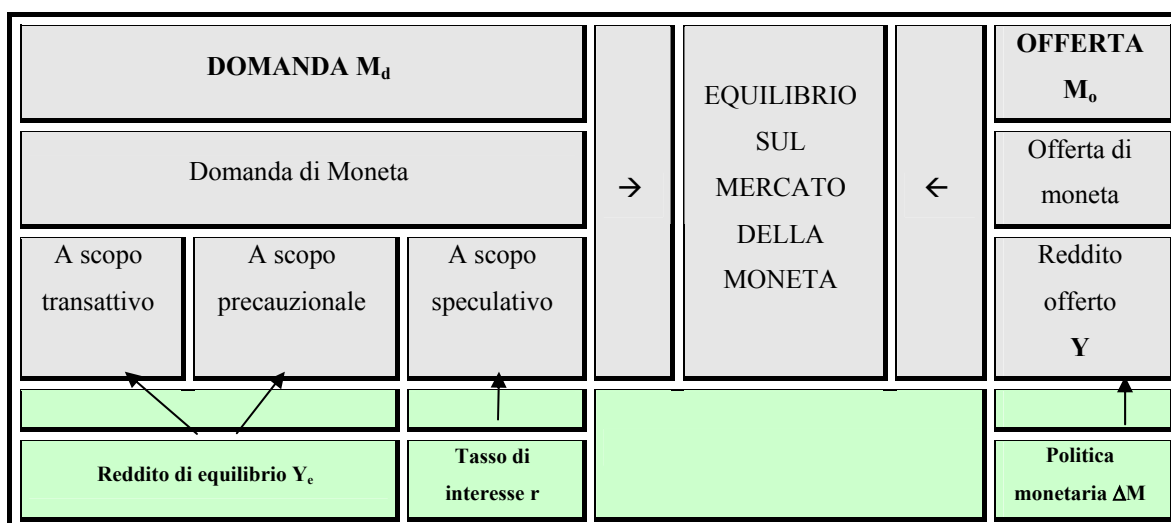 DOMANDA Md
EQUILIBRIO
SUL
MERCATO
DELLA
MONETA
OFFERTA
Mo
Domanda di Moneta
→
←
Offerta di
moneta
A scopo
transattivo
A scopo
precauzionale
A scopo
speculativo
Reddito
offerto
Y
Reddito di equilibrio Ye
Tasso di
interesse r
Politica
monetaria ΔM